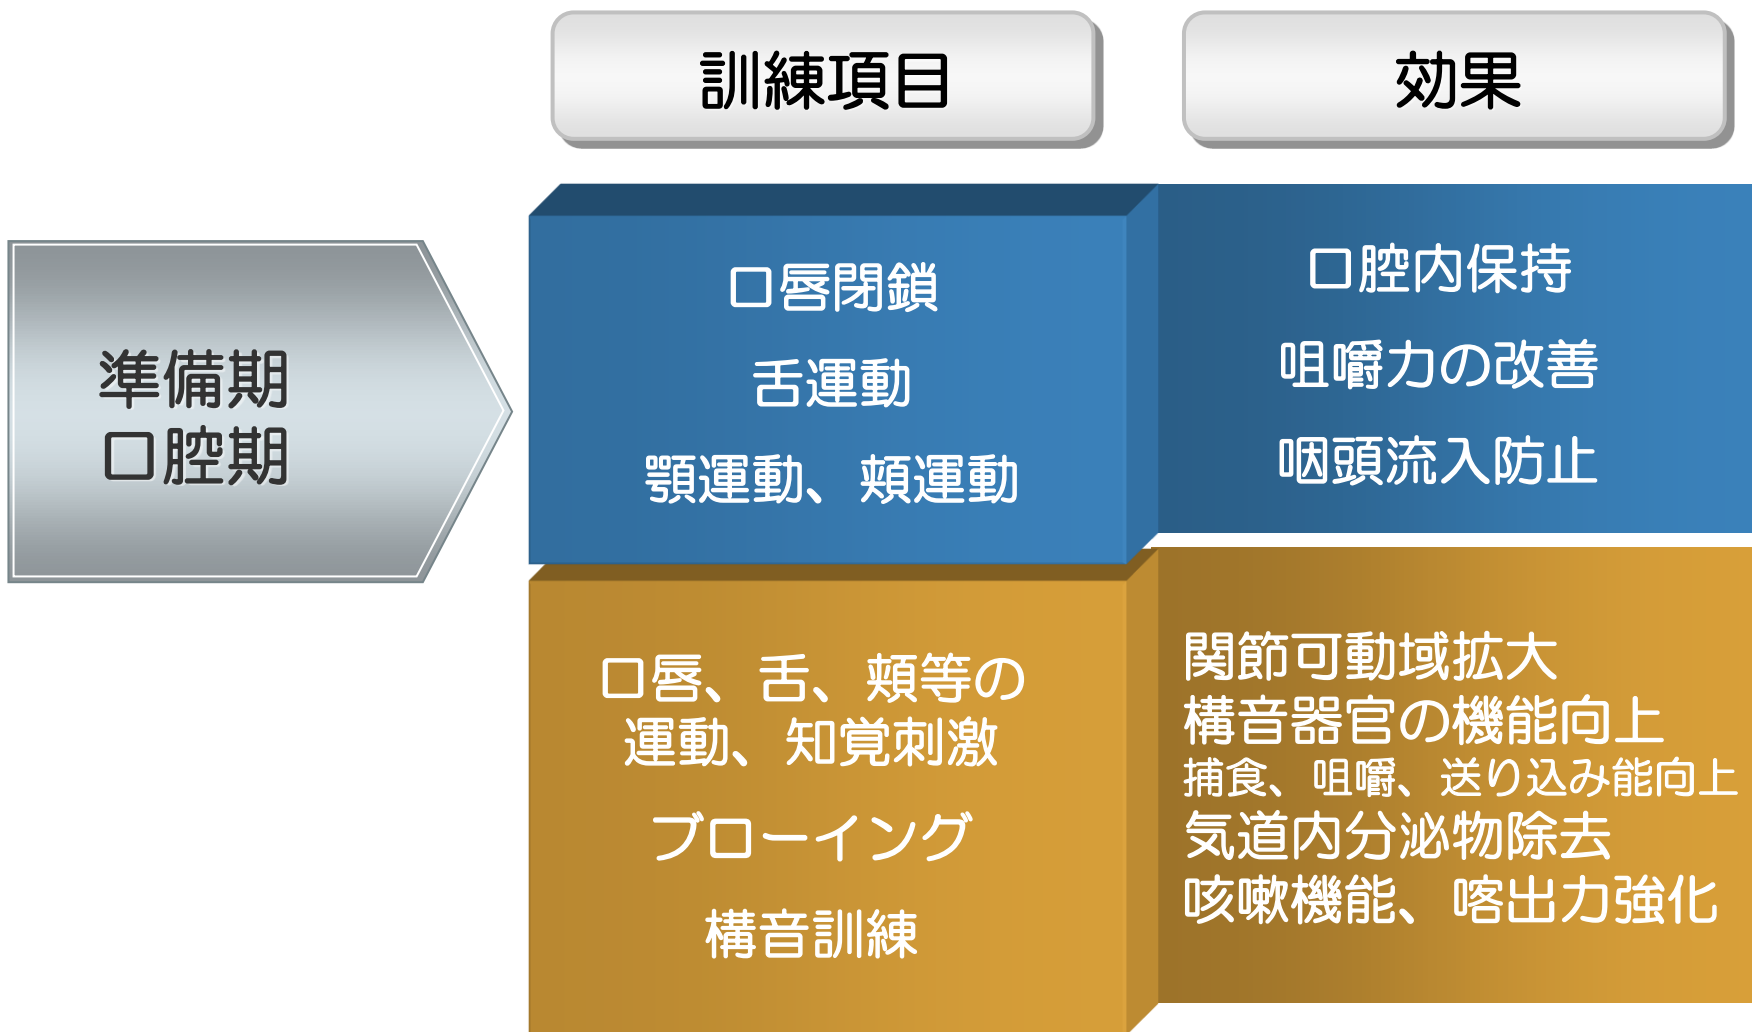 訓練項目
効果
準備期
口腔期
口唇閉鎖
舌運動
顎運動、頬運動
口腔内保持
咀嚼力の改善
咽頭流入防止
口唇、舌、頬等の
運動、知覚刺激
ブローイング
構音訓練
関節可動域拡大
構音器官の機能向上
捕食、咀嚼、送り込み能向上
気道内分泌物除去
咳嗽機能、喀出力強化